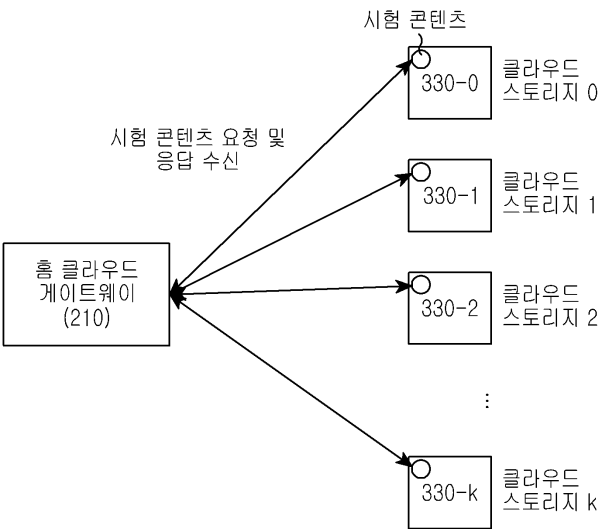 시험 콘텐츠
330-0
클라우드
스토리지 0
시험 콘텐츠 요청 및
응답 수신
330-1
클라우드
스토리지 1
홈 클라우드
게이트웨이
(210)
330-2
클라우드
스토리지 2
⋮
330-k
클라우드
스토리지 k